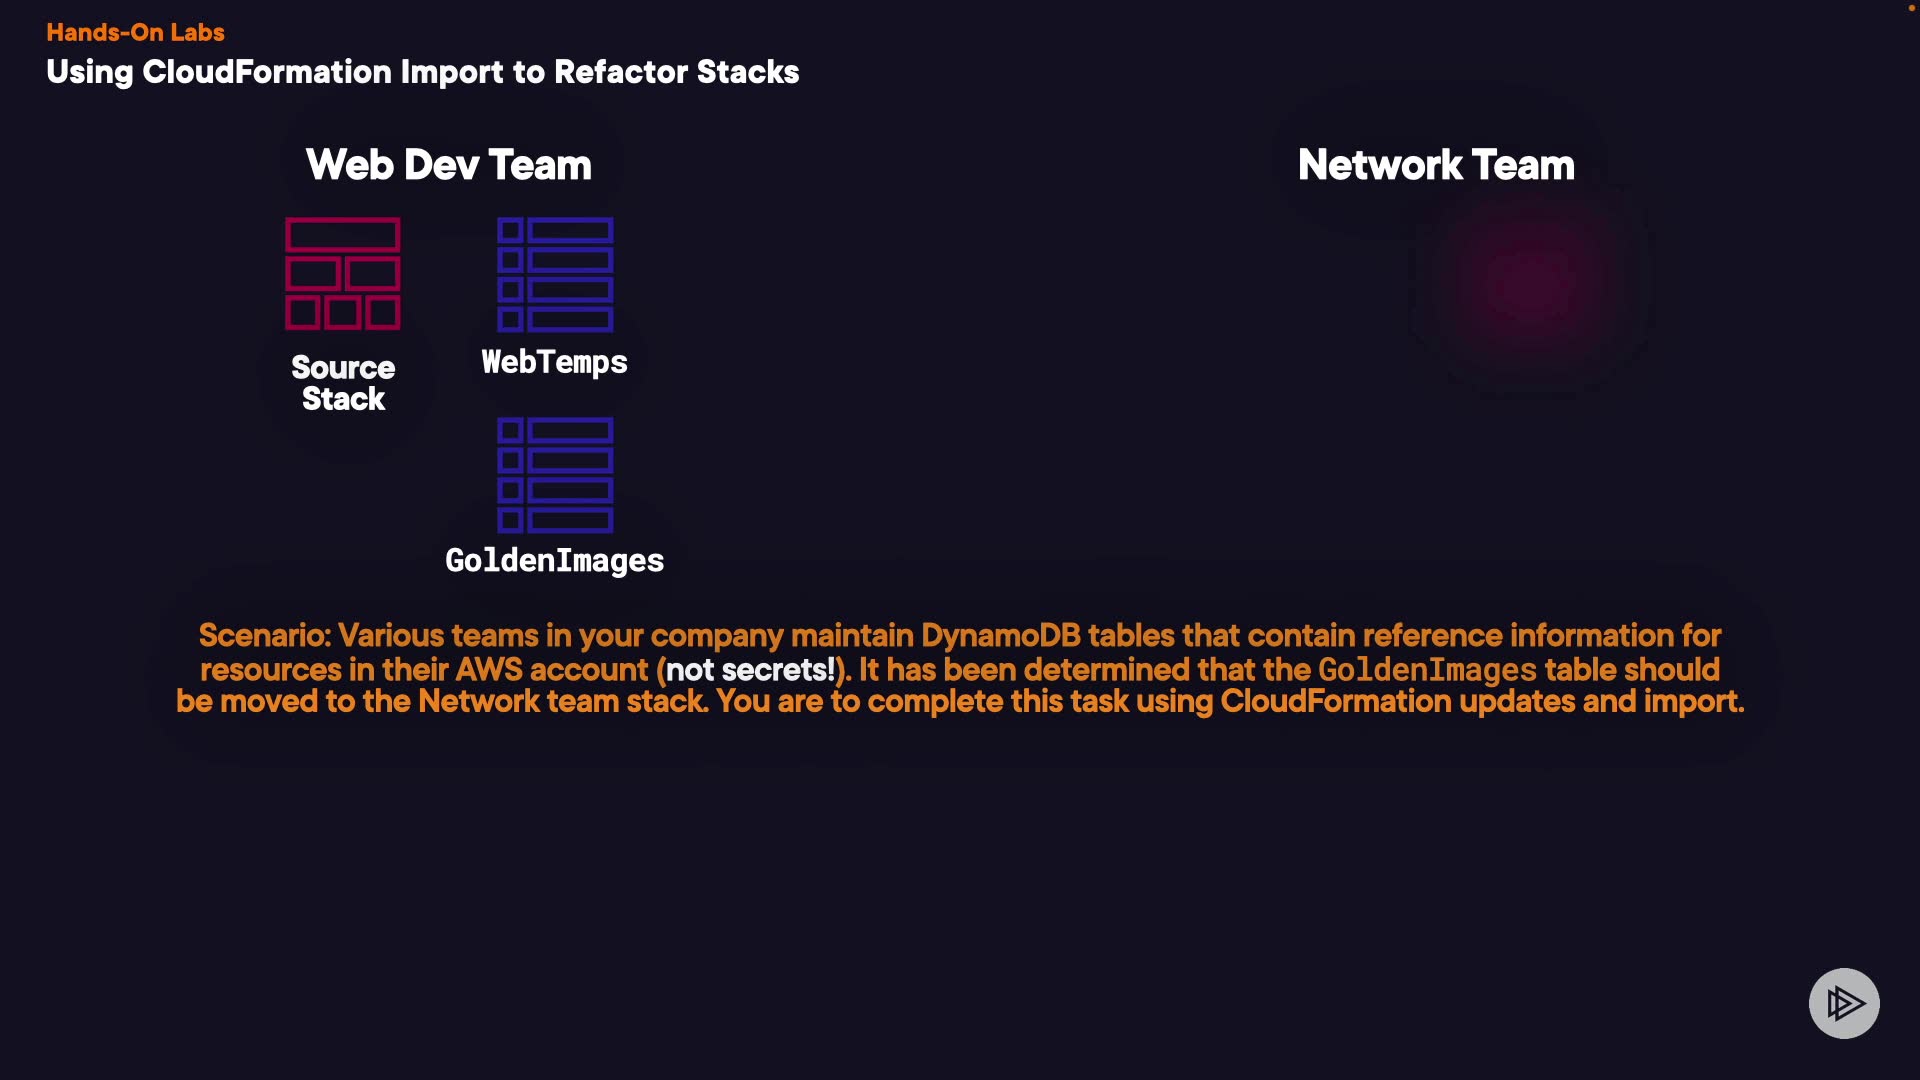 Hands-On Labs
Using CloudFormation Import to Refactor Stacks
Web Dev Team
Network Team
Source
Stack
WebTemps
GoldenImages
Scenario: Various teams in your company maintain DynamoDB tables that contain reference information for
resources in their AWS account (not secrets!). It has been determined that the GoldenImages table should
be moved to the Network team stack. You are to complete this task using CloudFormation updates and import.